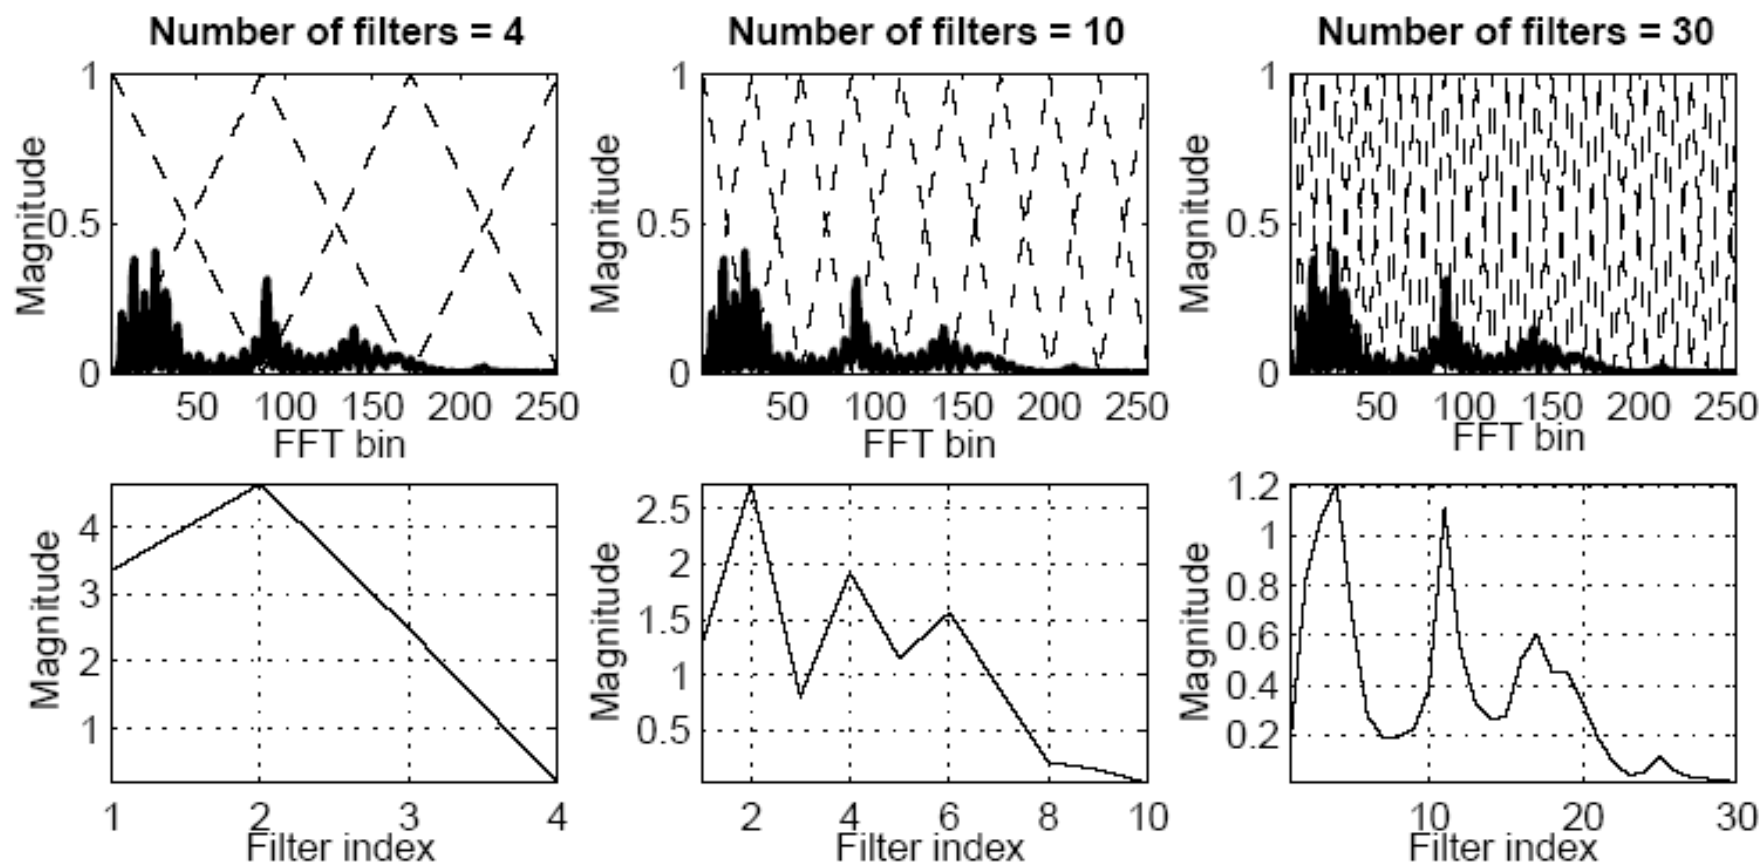 Number of filters = 4
Number of filters = 10
Number of filters = 30
Magnitude
1
0.5
0
50 100 150 200 250
FFT bin
Magnitude
1
0.5
0
50 100 150 200 250
FFT bin
Magnitude
1
0.5
0
50 100 150 200 250
FFT bin
Magnitude
4
3
2
1
1 2 3 4
Filter index
Magnitude
2.5
2
1.5
1
0.5
2 4 6 8 10
Filter index
Magnitude
1.2
1
0.8
0.6
0.4
0.2
10 20 30
Filter index